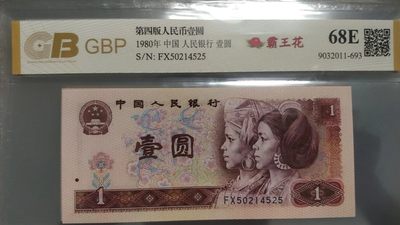 GBP
第四版人民币壹圆
1980年 中国 人民银行 壹圆
S/N: FX50214525
霸王花
68E
9032011-693
中国人民银行
1
壹圆
1
FX50214525